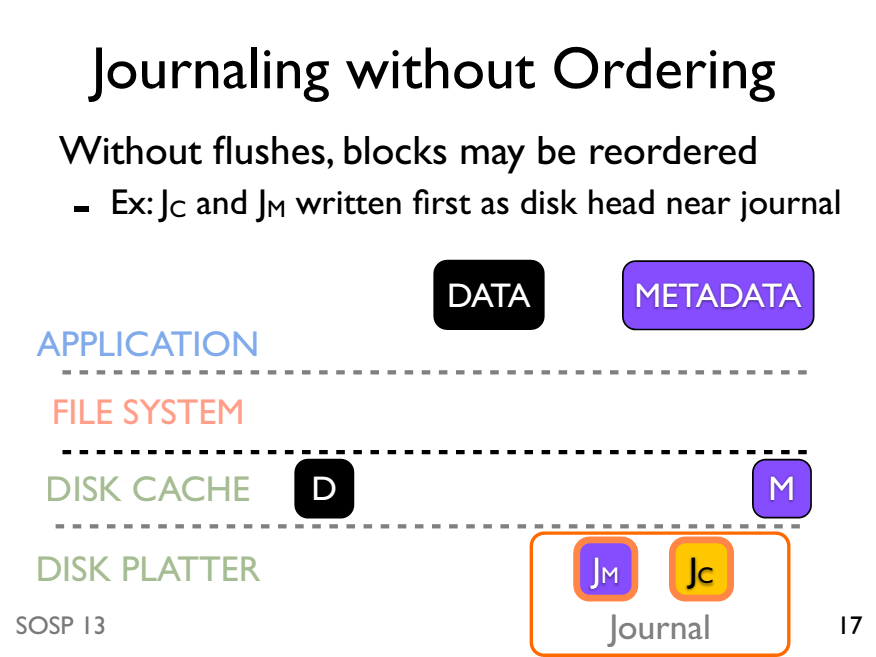 Journaling without Ordering
Without flushes, blocks may be reordered
- Ex: JC and JM written first as disk head near journal
DATA METADATA
APPLICATION
FILE SYSTEM
DISK CACHE D M
DISK PLATTER JM JC
SOSP 13 Journal 17